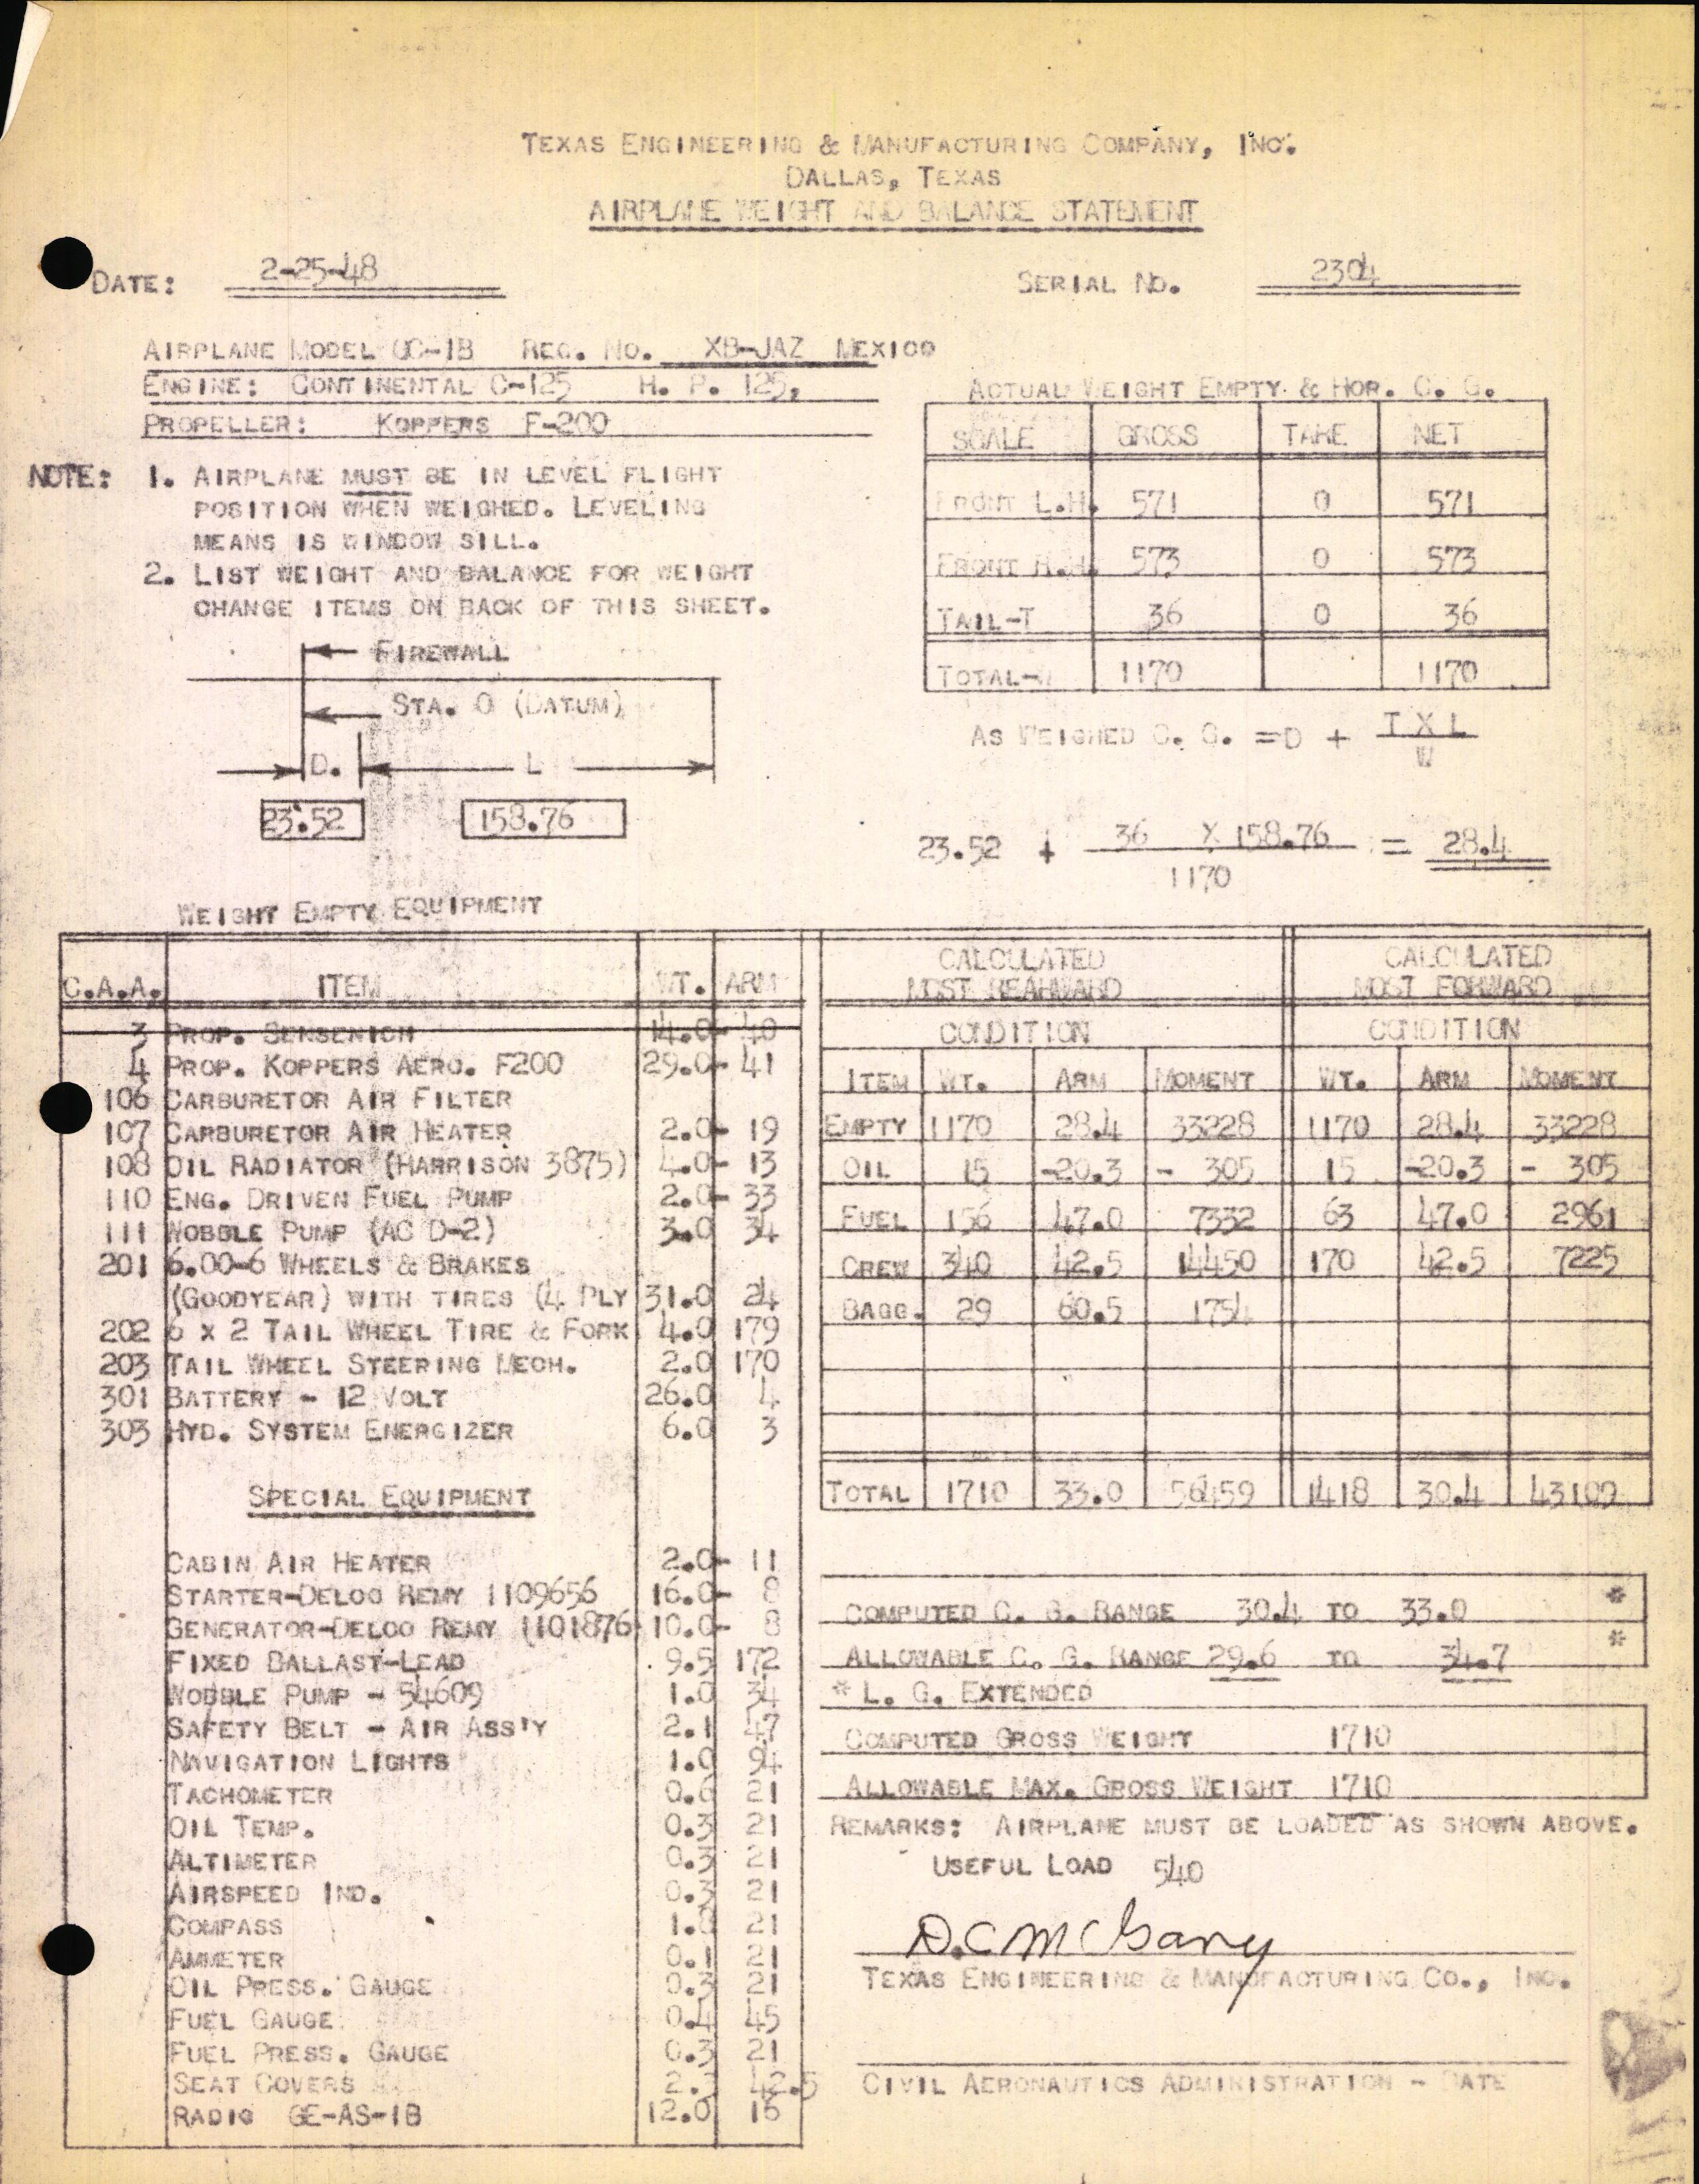 TEXAS ENGINEERING & MANUFACTURING COMPANY, INC.
DALLAS, TEXAS
AIRPLANE WEIGHT AND BALANCE STATEMENT
DATE: 2-25-48 SERIAL NO. 2304
AIRPLANE MODEL GC-1B REG. NO. XB-JAZ MEXICO
ENGINE: CONTINENTAL C-125 H. P. 125,
PROPELLER: KOPPERS F-200
NOTE: 1. AIRPLANE MUST BE IN LEVEL FLIGHT
POSITION WHEN WEIGHED. LEVELING
MEANS IS WINDOW SILL.
2. LIST WEIGHT AND BALANCE FOR WEIGHT
CHANGE ITEMS ON BACK OF THIS SHEET.
FIREWALL
STA. 0 (DATUM)
D. L
23.52 158.76
ACTUAL WEIGHT EMPTY & HOR. C. G.
SCALE GROSS TARE NET
FRONT L.H. 571 0 571
FRONT R.H. 573 0 573
TAIL-T 36 0 36
TOTAL-W 1170 1170
AS WEIGHED C. G. =D + T X L
W
23.52 + 36 X 158.76 = 28.4
1170
WEIGHT EMPTY EQUIPMENT
C.A.A. ITEM WT. ARM
3 PROP. SENSENICH 14.0- 40
4 PROP. KOPPERS AERO. F200 29.0- 41
106 CARBURETOR AIR FILTER
107 CARBURETOR AIR HEATER 2.0- 19
108 OIL RADIATOR (HARRISON 3875) 4.0- 13
110 ENG. DRIVEN FUEL PUMP 2.0- 33
111 WOBBLE PUMP (AC D-2) 3.0 34
201 6.00-6 WHEELS & BRAKES
(GOODYEAR) WITH TIRES (4 PLY 31.0 24
202 6 X 2 TAIL WHEEL TIRE & FORK 4.0 179
203 TAIL WHEEL STEERING MECH. 2.0 170
301 BATTERY - 12 VOLT 26.0 4
303 HYD. SYSTEM ENERGIZER 6.0 3
SPECIAL EQUIPMENT
CABIN AIR HEATER 2.0- 11
STARTER-DELCO REMY 1109656 16.0- 8
GENERATOR-DELCO REMY (1101876 10.0- 8
FIXED BALLAST-LEAD 9.5 172
WOBBLE PUMP - 54609 1.0 34
SAFETY BELT - AIR ASS'Y 2.1 47
NAVIGATION LIGHTS 1.0 94
TACHOMETER 21
OIL TEMP. 0.3 21
ALTIMETER 0.3 21
AIRSPEED IND. 0.3 21
COMPASS 21
AMMETER 0.1 21
OIL PRESS. GAUGE 0.3 21
FUEL GAUGE 0.4 45
FUEL PRESS. GAUGE 0.3 21
SEAT COVERS 42.5
RADIO GE-AS-1B 12.0
CALCULATED CALCULATED
MOST REARWARD MOST FORWARD
CONDITION CONDITION
ITEM WT. ARM MOMENT WT. ARM MOMENT
EMPTY 1170 28.4 33228 1170 28.4 33228
OIL 15 -20.3 - 305 15 -20.3 - 305
FUEL 156 47.0 7332 63 47.0 2961
CREW 340 42.5 14450 170 42.5 7225
BAGG. 29 60.5 1754
TOTAL 1710 33.0 56459 1418 30.4 43109
COMPUTED C. G. RANGE 30.4 TO 33.0 *
ALLOWABLE C. G. RANGE 29.6 TO 34.7 *
* L. G. EXTENDED
COMPUTED GROSS WEIGHT 1710
ALLOWABLE MAX. GROSS WEIGHT 1710
REMARKS: AIRPLANE MUST BE LOADED AS SHOWN ABOVE.
USEFUL LOAD 540
D.C. McGary
TEXAS ENGINEERING & MANUFACTURING CO., INC.
CIVIL AERONAUTICS ADMINISTRATION - DATE